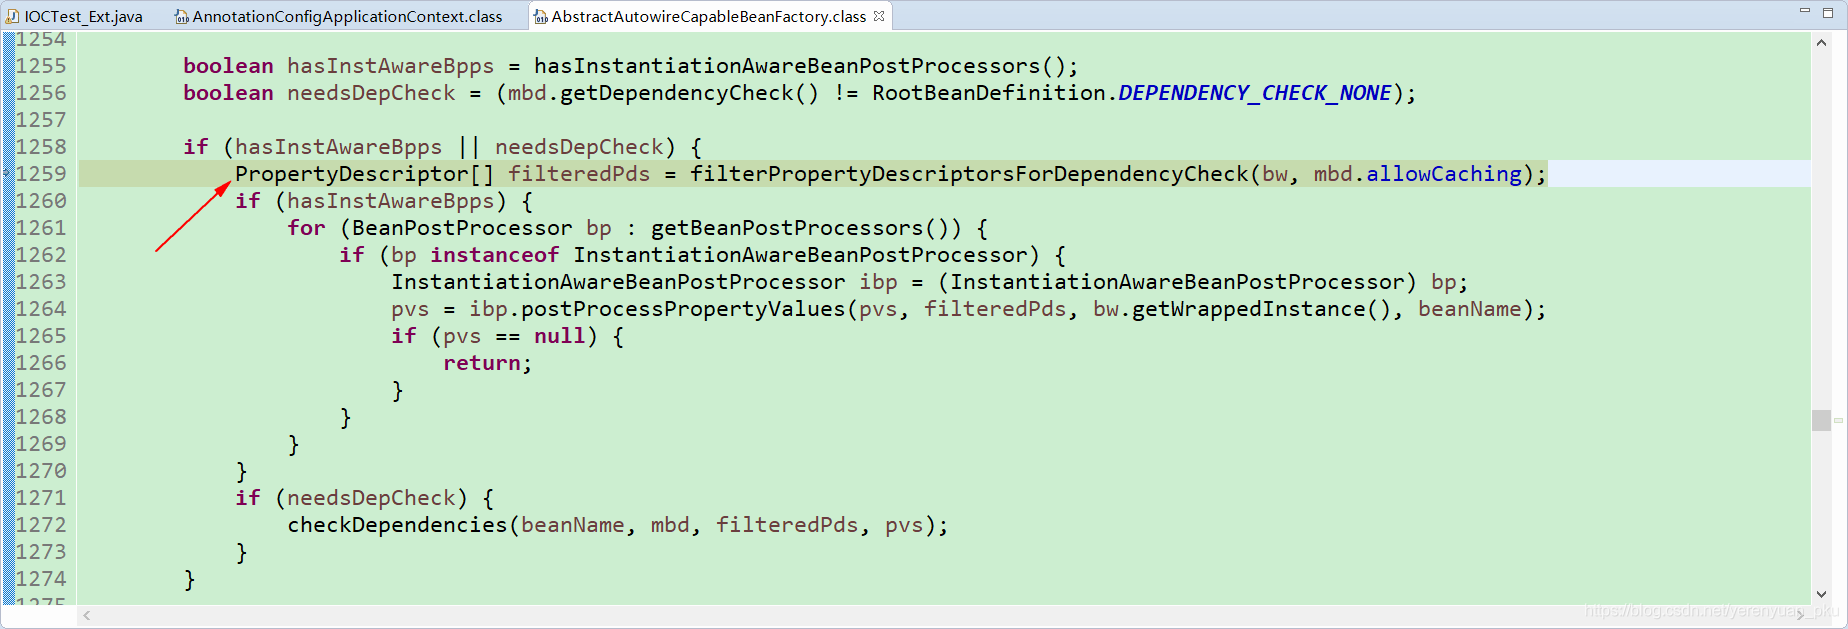 IOCTest_Ext.java AnnotationConfigApplicationContext.class AbstractAutowireCapableBeanFactory.class
1254
1255 boolean hasInstAwareBpps = hasInstantiationAwareBeanPostProcessors();
1256 boolean needsDepCheck = (mbd.getDependencyCheck() != RootBeanDefinition.DEPENDENCY_CHECK_NONE);
1257
1258 if (hasInstAwareBpps || needsDepCheck) {
1259 PropertyDescriptor[] filteredPds = filterPropertyDescriptorsForDependencyCheck(bw, mbd.allowCaching);
1260 if (hasInstAwareBpps) {
1261 for (BeanPostProcessor bp : getBeanPostProcessors()) {
1262 if (bp instanceof InstantiationAwareBeanPostProcessor) {
1263 InstantiationAwareBeanPostProcessor ibp = (InstantiationAwareBeanPostProcessor) bp;
1264 pvs = ibp.postProcessPropertyValues(pvs, filteredPds, bw.getWrappedInstance(), beanName);
1265 if (pvs == null) {
1266 return;
1267 }
1268 }
1269 }
1270 }
1271 if (needsDepCheck) {
1272 checkDependencies(beanName, mbd, filteredPds, pvs);
1273 }
1274 }
1275
https://blog.csdn.net/yerenyuan_pku